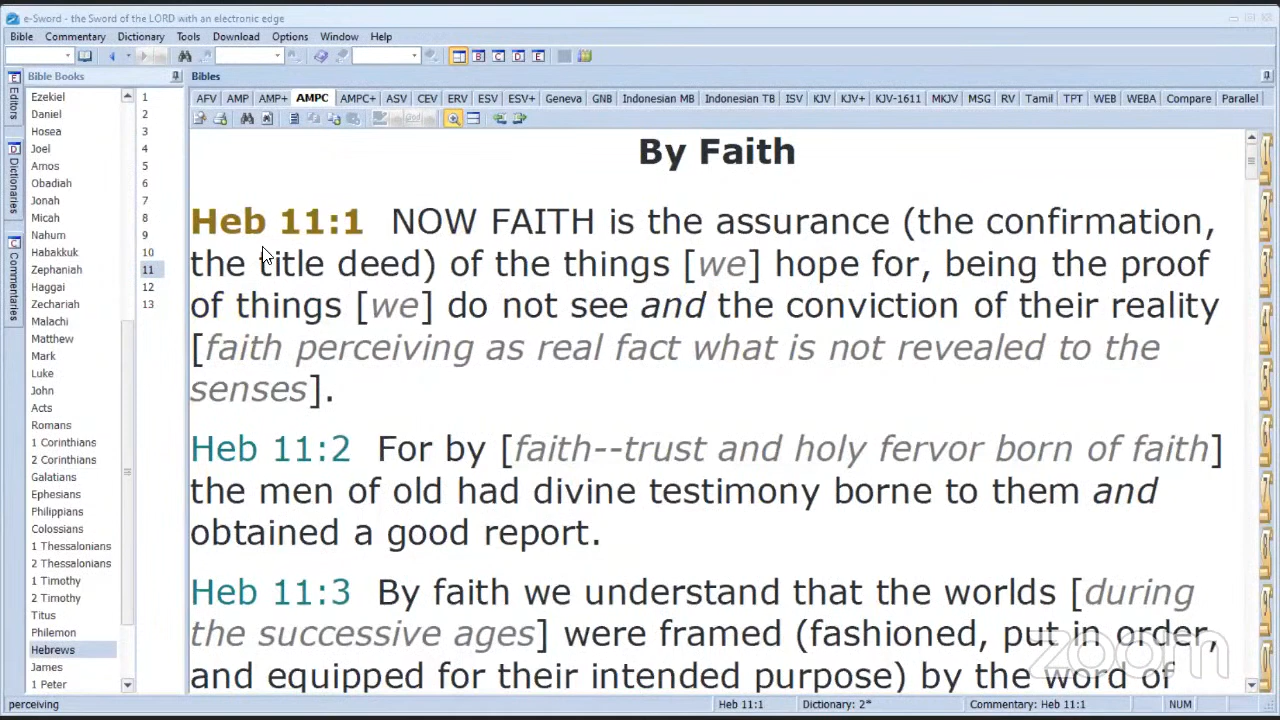 e-Sword - the Sword of the LORD with an electronic edge
Bible Commentary Dictionary Tools Download Options Window Help
Bible Books
Bibles
AFV AMP AMP+ AMPC AMPC+ ASV CEV ERV ESV ESV+ Geneva GNB Indonesian MB Indonesian TB ISV KJV KJV+ KJV-1611 MKJV MSG RV Tamil TPT WEB WEBA Compare Parallel
Editors
Dictionaries
Commentaries
Ezekiel
Daniel
Hosea
Joel
Amos
Obadiah
Jonah
Micah
Nahum
Habakkuk
Zephaniah
Haggai
Zechariah
Malachi
Matthew
Mark
Luke
John
Acts
Romans
1 Corinthians
2 Corinthians
Galatians
Ephesians
Philippians
Colossians
1 Thessalonians
2 Thessalonians
1 Timothy
2 Timothy
Titus
Philemon
Hebrews
James
1 Peter
1
2
3
4
5
6
7
8
9
10
11
12
13
By Faith
Heb 11:1 NOW FAITH is the assurance (the confirmation,
the title deed) of the things [we] hope for, being the proof
of things [we] do not see and the conviction of their reality
[faith perceiving as real fact what is not revealed to the
senses].
Heb 11:2 For by [faith--trust and holy fervor born of faith]
the men of old had divine testimony borne to them and
obtained a good report.
Heb 11:3 By faith we understand that the worlds [during
the successive ages] were framed (fashioned, put in order,
and equipped for their intended purpose) by the word of
zoom
perceiving
Heb 11:1
Dictionary: 2*
Commentary: Heb 11:1
NUM